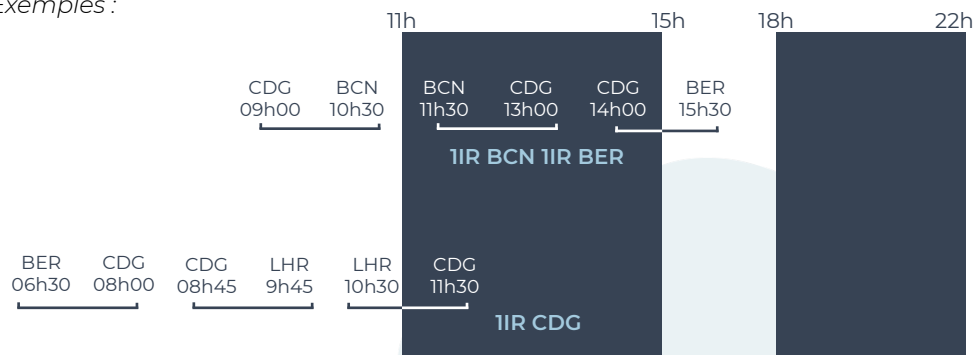 Exemples :
11h 15h 18h 22h
CDG BCN BCN CDG CDG BER
09h00 10h30 11h30 13h00 14h00 15h30
1IR BCN 1IR BER
BER CDG CDG LHR LHR CDG
06h30 08h00 08h45 9h45 10h30 11h30
1IR CDG